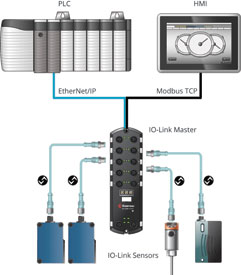 PLC
HMI
EtherNet/IP
Modbus TCP
IO-Link Master
IO-Link Sensors